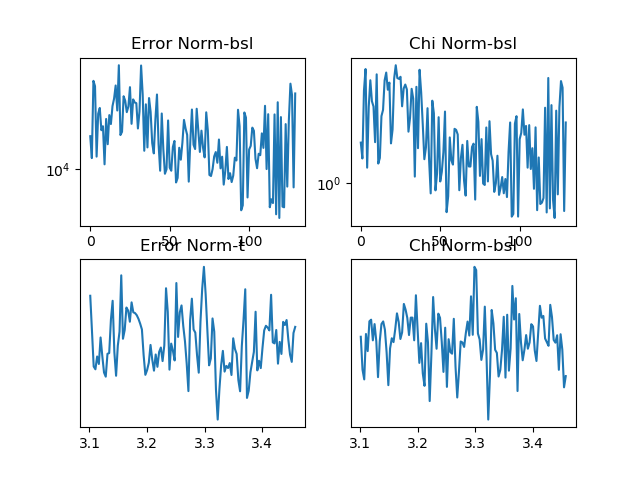 Error Norm-bsl
Chi Norm-bsl
10^4
10^0
0 50 100
0 50 100
Error Norm-t
Chi Norm-bsl
3.1 3.2 3.3 3.4
3.1 3.2 3.3 3.4